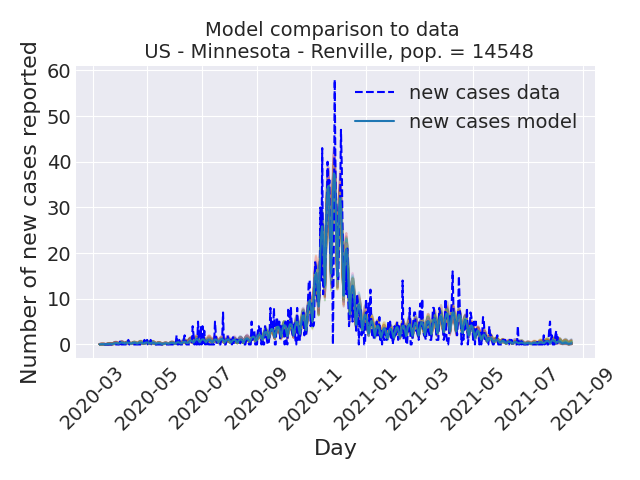 Model comparison to data
US - Minnesota - Renville, pop. = 14548
Number of new cases reported
60
50
40
30
20
10
0
new cases data
new cases model
2020-03
2020-05
2020-07
2020-09
2020-11
2021-01
2021-03
2021-05
2021-07
2021-09
Day